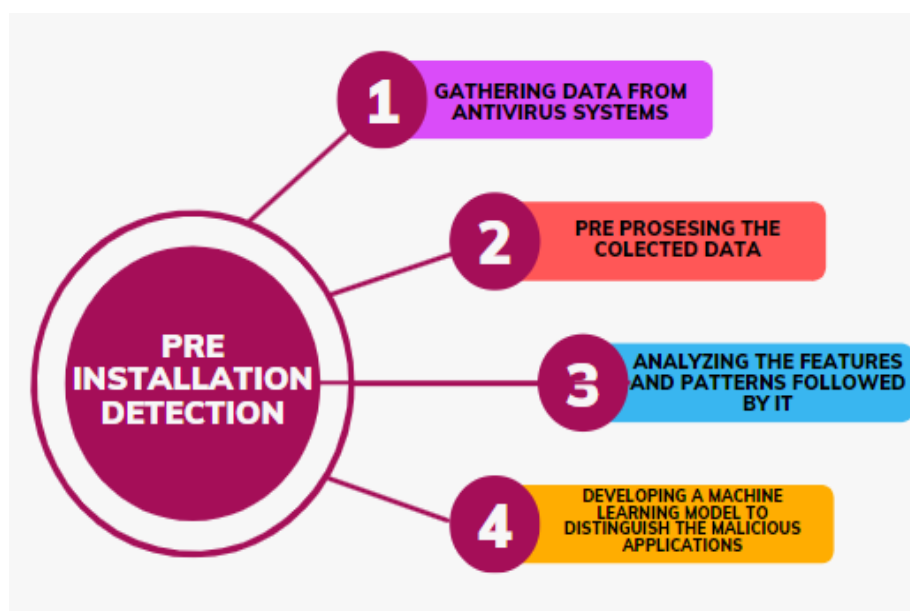 1
GATHERING DATA FROM
ANTIVIRUS SYSTEMS
2
PRE PROSESING THE
COLECTED DATA
PRE
INSTALLATION
DETECTION
3
ANALYZING THE FEATURES
AND PATTERNS FOLLOWED
BY IT
4
DEVELOPING A MACHINE
LEARNING MODEL TO
DISTINGUISH THE MALICIOUS
APPLICATIONS